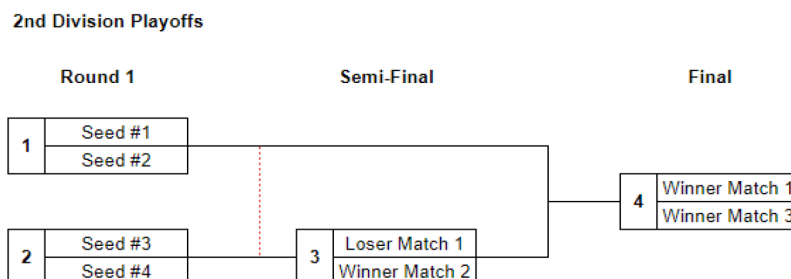 2nd Division Playoffs
Round 1
Semi-Final
Final
1
Seed #1
Seed #2
2
Seed #3
Seed #4
3
Loser Match 1
Winner Match 2
4
Winner Match 1
Winner Match 3